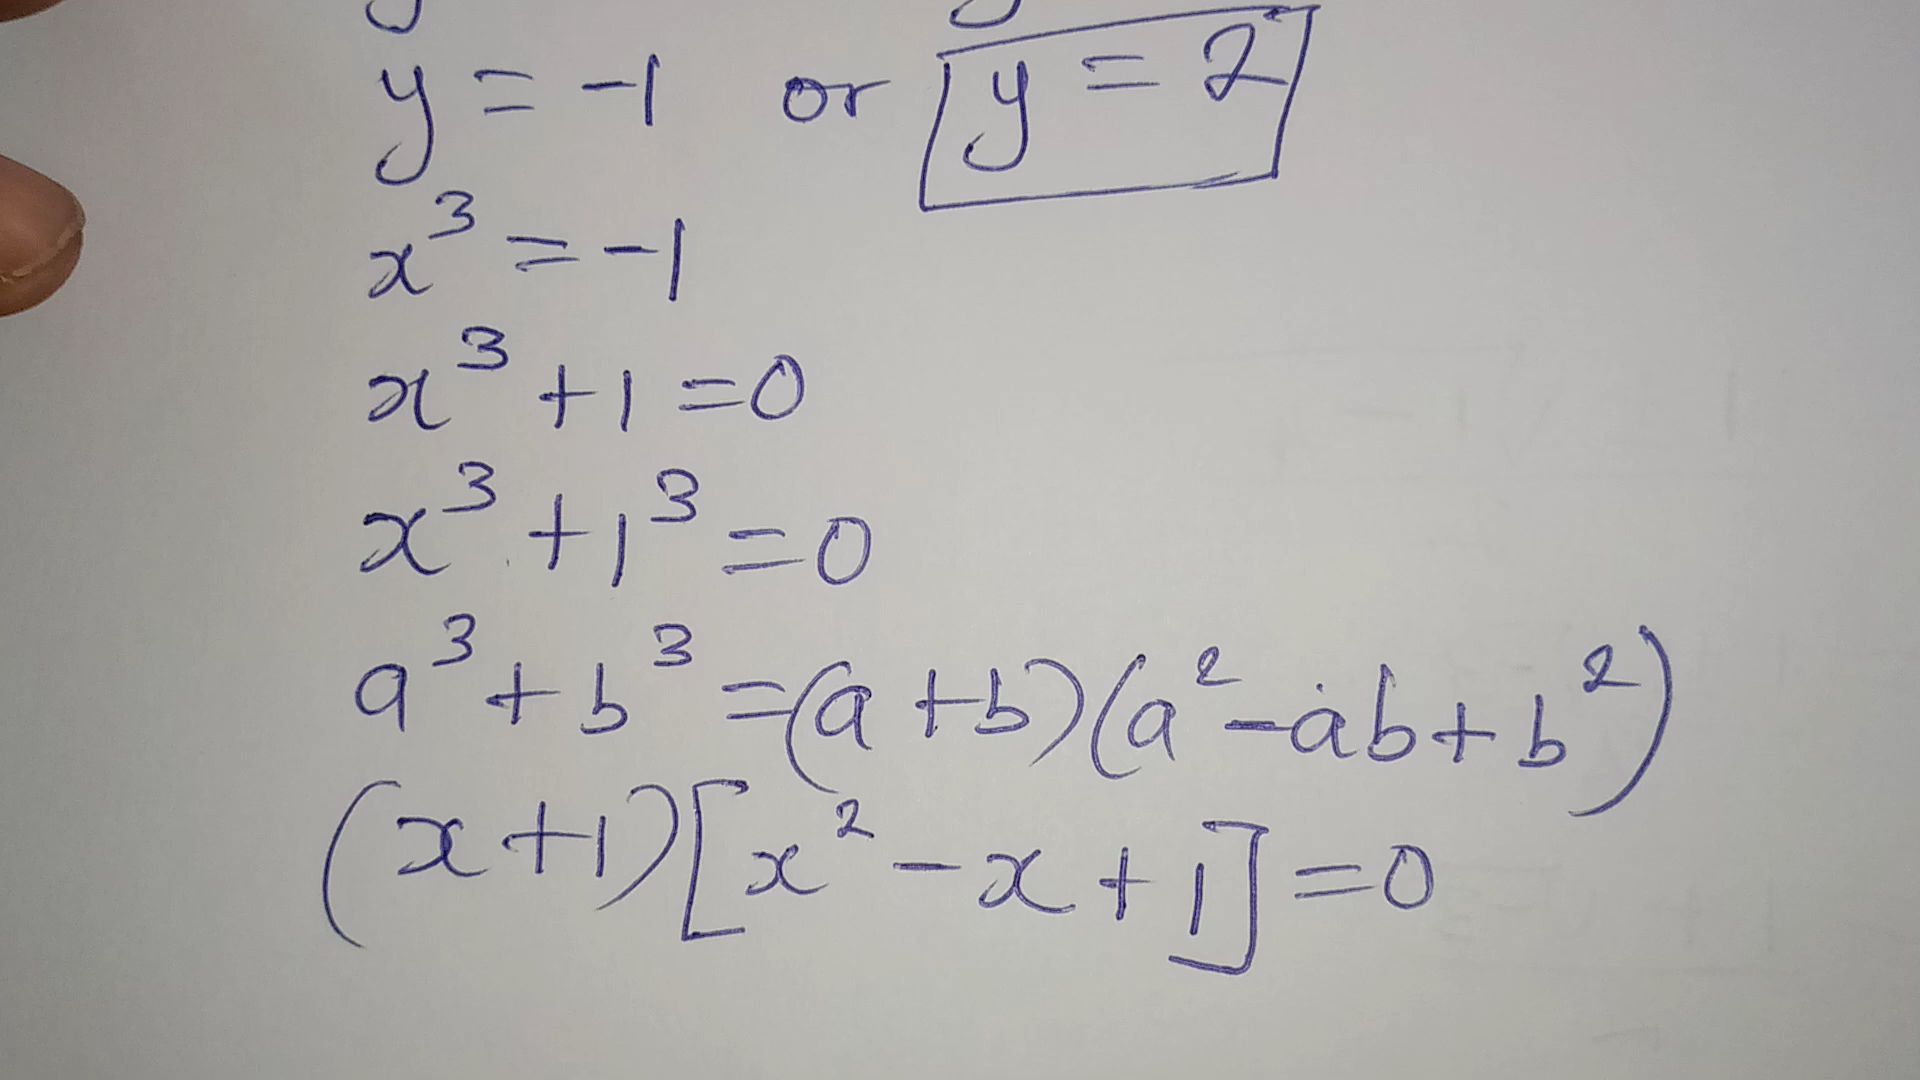 y = -1 or y = 2
x³ = -1
x³ + 1 = 0
x³ + 1³ = 0
a³ + b³ = (a + b)(a² - ab + b²)
(x + 1)[x² - x + 1] = 0